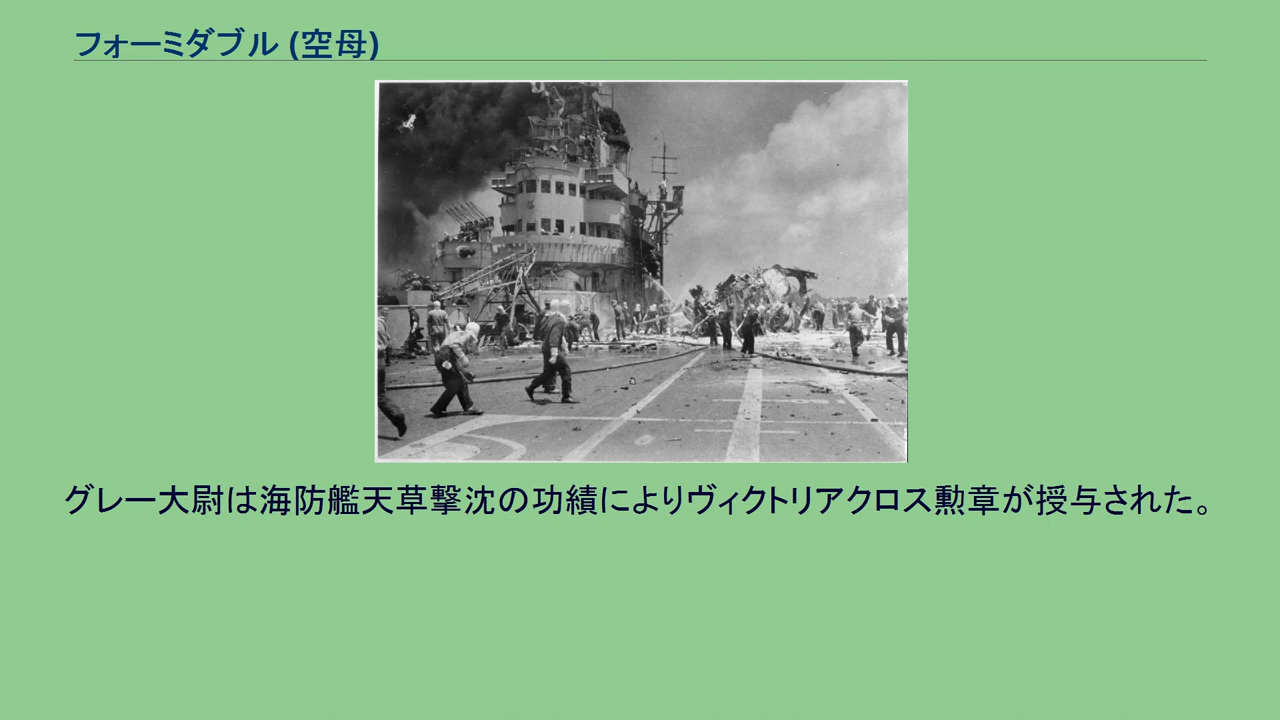 フォーミダブル (空母)
グレー大尉は海防艦天草撃沈の功績によりヴィクトリアクロス勲章が授与された。